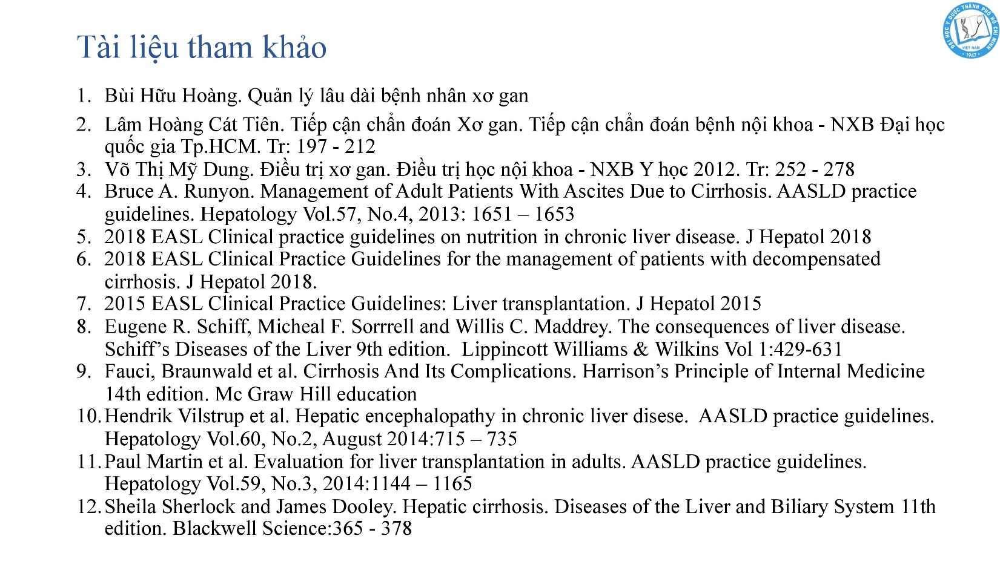 Tài liệu tham khảo
ĐẠI HỌC Y DƯỢC THÀNH PHỐ HỒ CHÍ MINH
VIỆT NAM
1947
1. Bùi Hữu Hoàng. Quản lý lâu dài bệnh nhân xơ gan
2. Lâm Hoàng Cát Tiên. Tiếp cận chẩn đoán Xơ gan. Tiếp cận chẩn đoán bệnh nội khoa - NXB Đại học
quốc gia Tp.HCM. Tr: 197 - 212
3. Võ Thị Mỹ Dung. Điều trị xơ gan. Điều trị học nội khoa - NXB Y học 2012. Tr: 252 - 278
4. Bruce A. Runyon. Management of Adult Patients With Ascites Due to Cirrhosis. AASLD practice
guidelines. Hepatology Vol.57, No.4, 2013: 1651 – 1653
5. 2018 EASL Clinical practice guidelines on nutrition in chronic liver disease. J Hepatol 2018
6. 2018 EASL Clinical Practice Guidelines for the management of patients with decompensated
cirrhosis. J Hepatol 2018.
7. 2015 EASL Clinical Practice Guidelines: Liver transplantation. J Hepatol 2015
8. Eugene R. Schiff, Micheal F. Sorrrell and Willis C. Maddrey. The consequences of liver disease.
Schiff’s Diseases of the Liver 9th edition.  Lippincott Williams & Wilkins Vol 1:429-631
9. Fauci, Braunwald et al. Cirrhosis And Its Complications. Harrison’s Principle of Internal Medicine
14th edition. Mc Graw Hill education
10. Hendrik Vilstrup et al. Hepatic encephalopathy in chronic liver disese.  AASLD practice guidelines.
Hepatology Vol.60, No.2, August 2014:715 – 735
11. Paul Martin et al. Evaluation for liver transplantation in adults. AASLD practice guidelines.
Hepatology Vol.59, No.3, 2014:1144 – 1165
12. Sheila Sherlock and James Dooley. Hepatic cirrhosis. Diseases of the Liver and Biliary System 11th
edition. Blackwell Science:365 - 378